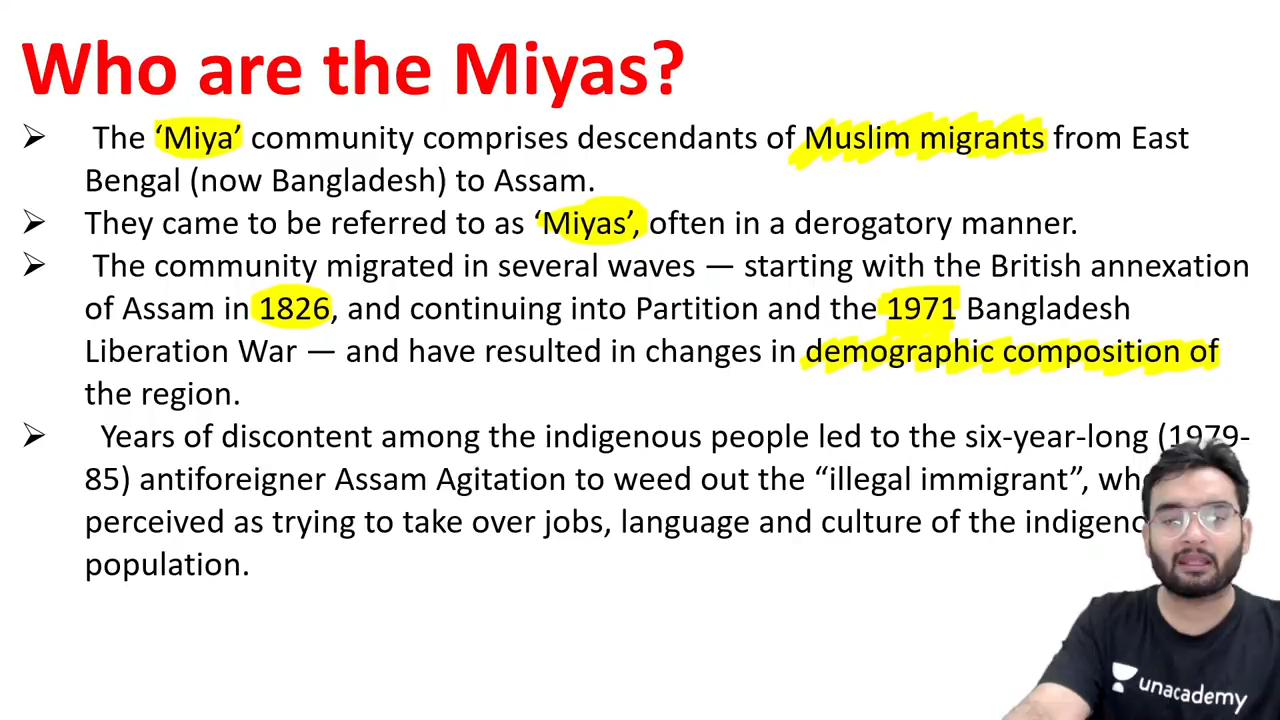 Who are the Miyas?
➢ The ‘Miya’ community comprises descendants of Muslim migrants from East
Bengal (now Bangladesh) to Assam.
➢ They came to be referred to as ‘Miyas’, often in a derogatory manner.
➢ The community migrated in several waves — starting with the British annexation
of Assam in 1826, and continuing into Partition and the 1971 Bangladesh
Liberation War — and have resulted in changes in demographic composition of
the region.
➢ Years of discontent among the indigenous people led to the six-year-long (1979-
85) antiforeigner Assam Agitation to weed out the “illegal immigrant”,
perceived as trying to take over jobs, language and culture of the
population.
unacademy